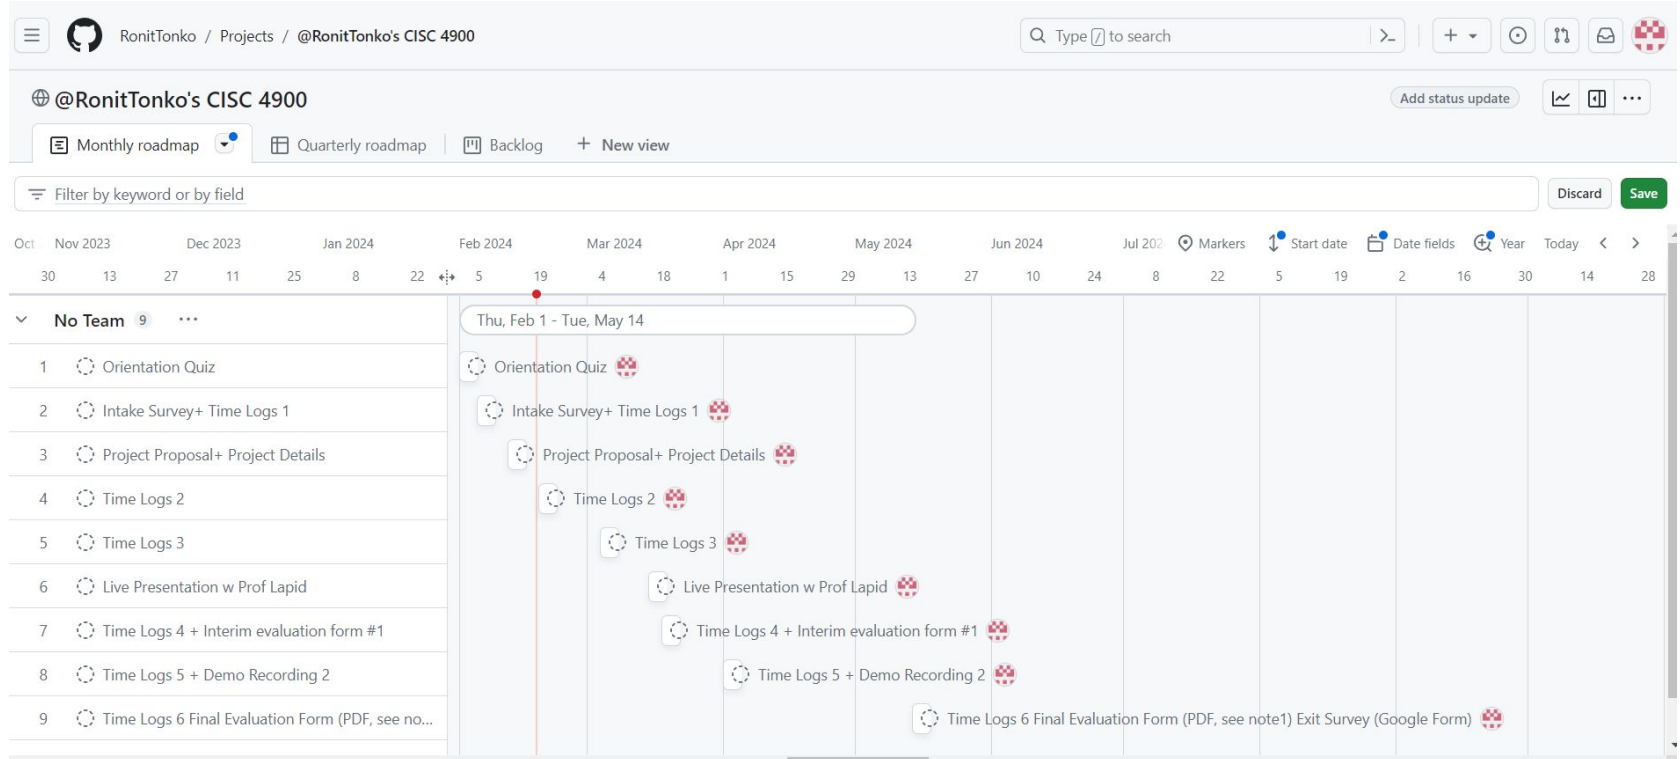 RonitTonko / Projects / @RonitTonko's CISC 4900
Type / to search
@RonitTonko's CISC 4900
Add status update
Monthly roadmap
Quarterly roadmap
Backlog
+ New view
Filter by keyword or by field
Discard
Save
Oct Nov 2023 Dec 2023 Jan 2024 Feb 2024 Mar 2024 Apr 2024 May 2024 Jun 2024 Jul 202 Markers Start date Date fields Year Today
30 13 27 11 25 8 22 5 19 4 18 1 15 29 13 27 10 24 8 22 5 19 2 16 30 14 28
No Team 9 ...
Thu, Feb 1 - Tue, May 14
1 Orientation Quiz
Orientation Quiz
2 Intake Survey+ Time Logs 1
Intake Survey+ Time Logs 1
3 Project Proposal+ Project Details
Project Proposal+ Project Details
4 Time Logs 2
Time Logs 2
5 Time Logs 3
Time Logs 3
6 Live Presentation w Prof Lapid
Live Presentation w Prof Lapid
7 Time Logs 4 + Interim evaluation form #1
Time Logs 4 + Interim evaluation form #1
8 Time Logs 5 + Demo Recording 2
Time Logs 5 + Demo Recording 2
9 Time Logs 6 Final Evaluation Form (PDF, see no...
Time Logs 6 Final Evaluation Form (PDF, see note1) Exit Survey (Google Form)